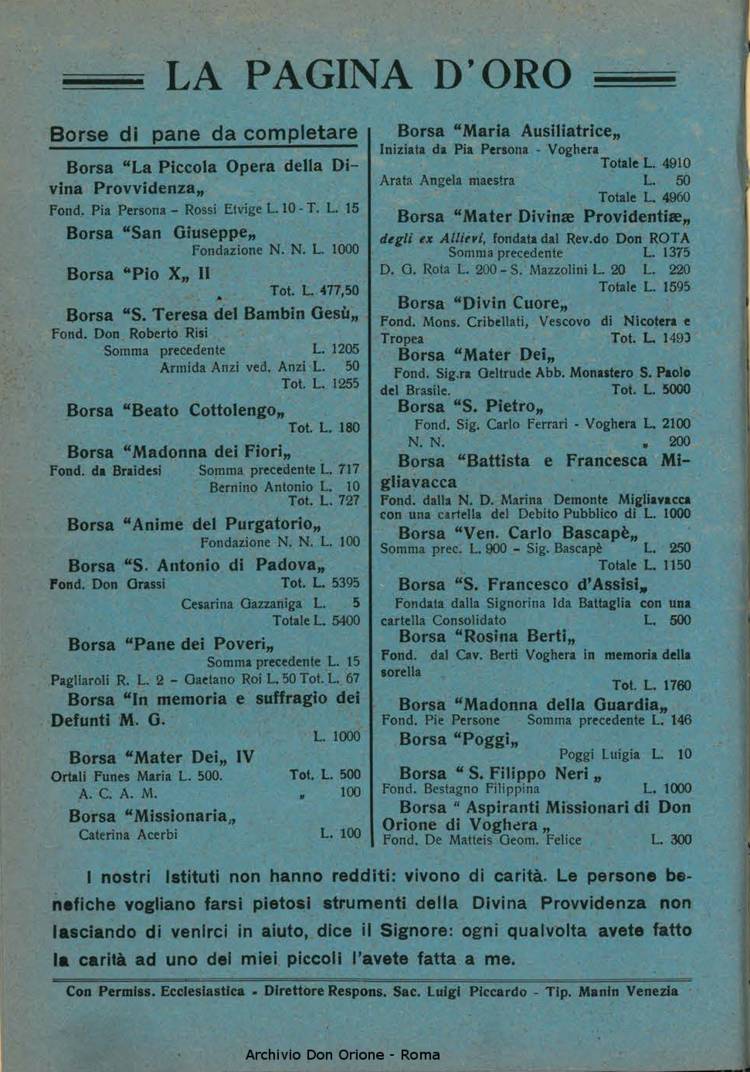 LA PAGINA D'ORO
Borse di pane da completare
Borsa "La Piccola Opera della Di-
vina Provvidenza„
Fond. Pia Persona - Rossi Etvige L. 10 - T. L. 15
Borsa "San Giuseppe„
Fondazione N. N. L. 1000
Borsa "Pio X„ II
Tot. L. 477,50
Borsa "S. Teresa del Bambin Gesù„
Fond. Don Roberto Risi
Somma precedente L. 1205
Armida Anzi ved. Anzi L. 50
Tot. L. 1255
Borsa "Beato Cottolengo„
Tot. L. 180
Borsa "Madonna dei Fiori„
Fond. da Braidesi Somma precedente L. 717
Bernino Antonio L. 10
Tot. L. 727
Borsa "Anime del Purgatorio„
Fondazione N. N. L. 100
Borsa "S. Antonio di Padova„
Fond. Don Grassi Tot. L. 5395
Cesarina Gazzaniga L. 5
Totale L. 5400
Borsa "Pane dei Poveri„
Somma precedente L. 15
Pagliaroli R. L. 2 - Gaetano Roi L. 50 Tot. L. 67
Borsa "In memoria e suffragio dei
Defunti M. G.
L. 1000
Borsa "Mater Dei„ IV
Ortali Funes Maria L. 500. Tot. L. 500
A. C. A. M. „ 100
Borsa "Missionaria„
Caterina Acerbi L. 100
Borsa "Maria Ausiliatrice„
Iniziata da Pia Persona - Voghera
Totale L. 4910
Arata Angela maestra L. 50
Totale L. 4960
Borsa "Mater Divinæ Providentiæ„
degli ex Allievi, fondata dal Rev.do Don ROTA
Somma precedente L. 1375
D. G. Rota L. 200 - S. Mazzolini L. 20 L. 220
Totale L. 1595
Borsa "Divin Cuore„
Fond. Mons. Cribellati, Vescovo di Nicotera e
Tropea Tot. L. 1493
Borsa "Mater Dei„
Fond. Sig.ra Geltrude Abb. Monastero S. Paolo
del Brasile. Tot. L. 5000
Borsa "S. Pietro„
Fond. Sig. Carlo Ferrari - Voghera L. 2100
N. N. „ 200
Borsa "Battista e Francesca Mi-
gliavacca
Fond. dalla N. D. Marina Demonte Migliavacca
con una cartella del Debito Pubblico di L. 1000
Borsa "Ven. Carlo Bascapè„
Somma prec. L. 900 - Sig. Bascapè L. 250
Totale L. 1150
Borsa "S. Francesco d'Assisi„
Fondata dalla Signorina Ida Battaglia con una
cartella Consolidato L. 500
Borsa "Rosina Berti„
Fond. dal Cav. Berti Voghera in memoria della
sorella
Tot. L. 1760
Borsa "Madonna della Guardia„
Fond. Pie Persone Somma precedente L. 146
Borsa "Poggi„
Poggi Luigia L. 10
Borsa " S. Filippo Neri „
Fond. Bestagno Filippina L. 1000
Borsa " Aspiranti Missionari di Don
Orione di Voghera „
Fond. De Matteis Geom. Felice L. 300
I nostri Istituti non hanno redditi: vivono di carità. Le persone be-
nefiche vogliano farsi pietosi strumenti della Divina Provvidenza non
lasciando di venirci in aiuto, dice il Signore: ogni qualvolta avete fatto
la carità ad uno dei miei piccoli l'avete fatta a me.
Con Permiss. Ecclesiastica - Direttore Respons. Sac. Luigi Piccardo - Tip. Manin Venezia
Archivio Don Orione - Roma